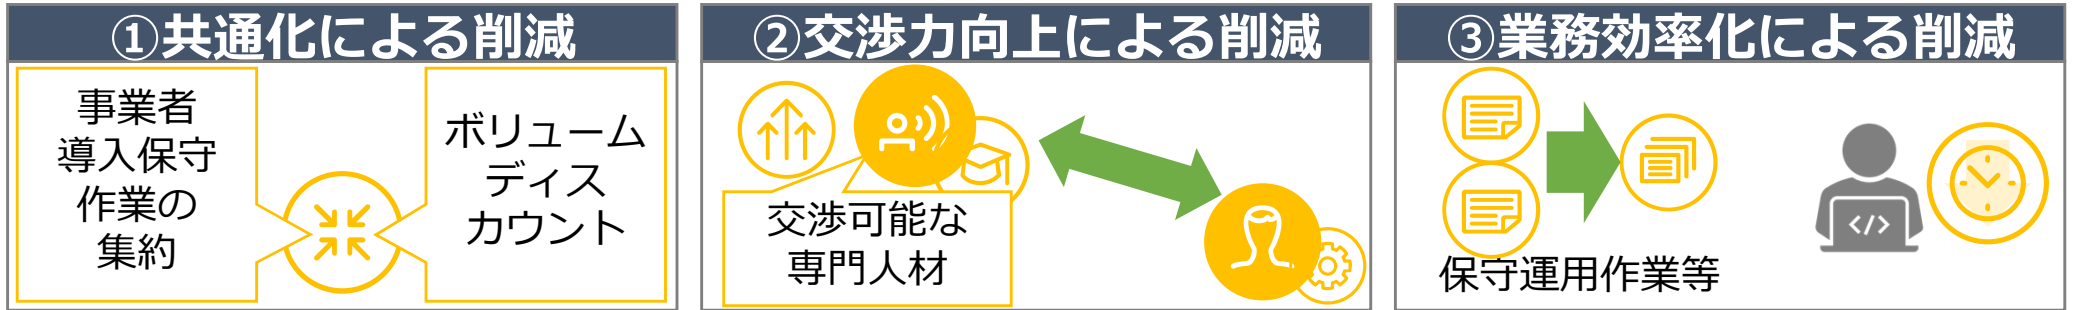 ①共通化による削減
事業者
導入保守
作業の
集約
ボリューム
ディス
カウント
②交渉力向上による削減
交渉可能な
専門人材
③業務効率化による削減
保守運用作業等
</>